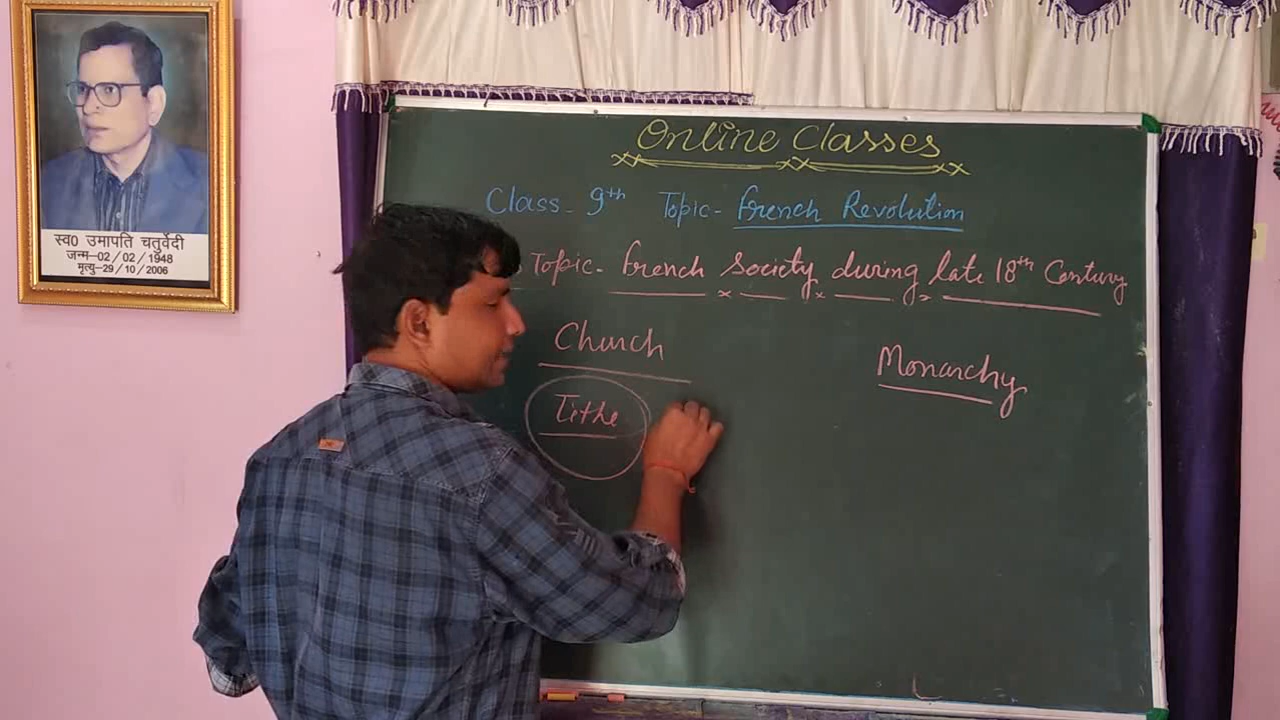 स्व0 उमापति चतुर्वेदी
जन्म-02/02/1948
मृत्यु-29/10/2006
Online Classes
Class - 9th Topic - French Revolution
Topic - French Society during late 18th Century
Church
Monarchy
Tithe